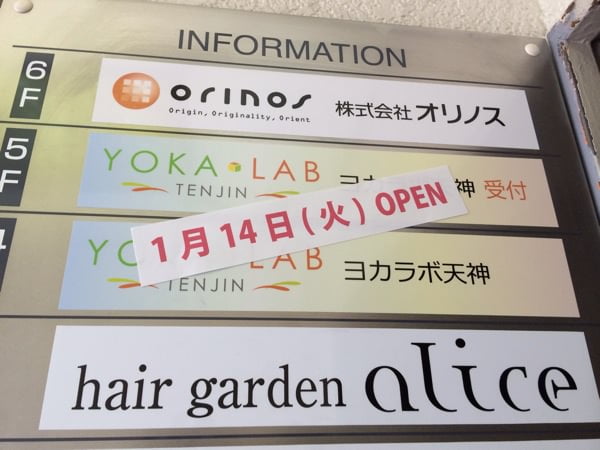 INFORMATION
6F
orinos
Origin, Originality, Orient
株式会社 オリノス
5F
YOKA LAB
TENJIN
神 受付
1月14日(火) OPEN
4
YO LAB
TENJIN
ヨカラボ天神
hair garden alice